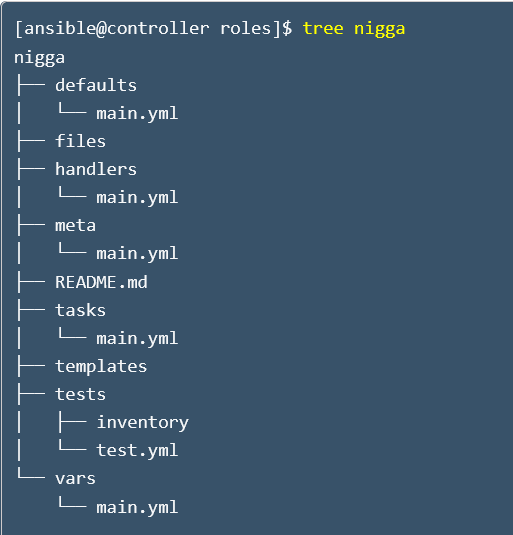 [ansible@controller roles]$ tree nigga
nigga
├── defaults
│   └── main.yml
├── files
├── handlers
│   └── main.yml
├── meta
│   └── main.yml
├── README.md
├── tasks
│   └── main.yml
├── templates
├── tests
│   ├── inventory
│   └── test.yml
└── vars
    └── main.yml